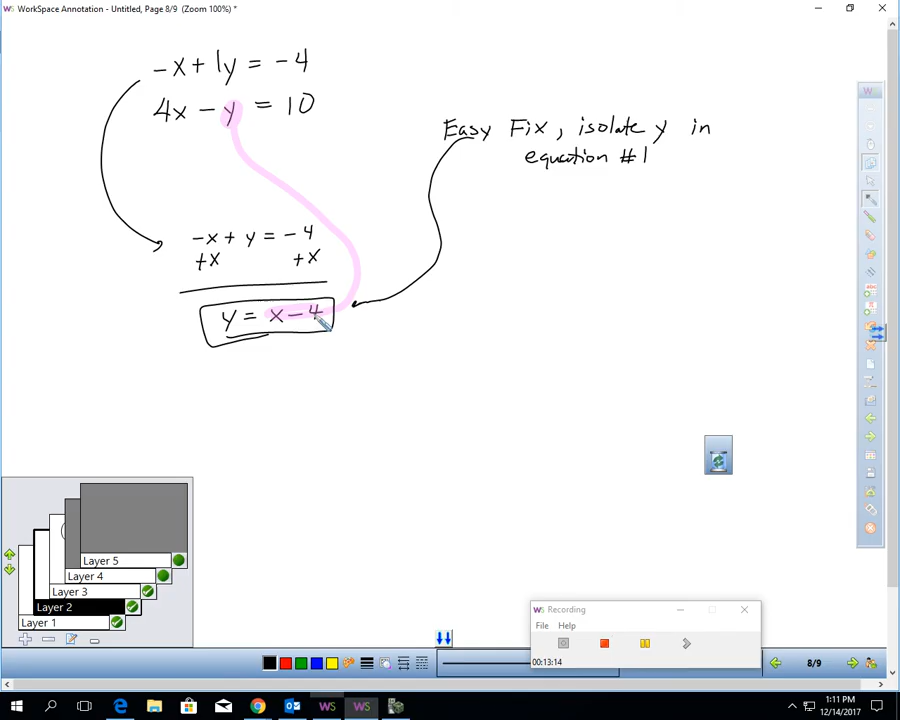 WorkSpace Annotation - Untitled, Page 8/9 (Zoom 100%) *
-x + 1y = -4
4x - y = 10
Easy Fix, isolate y in
equation #1
-x + y = -4
+x +x
y = x - 4
Layer 5
Layer 4
Layer 3
Layer 2
Layer 1
WS Recording
File Help
00:13:14
8/9
1:11 PM
12/14/2017